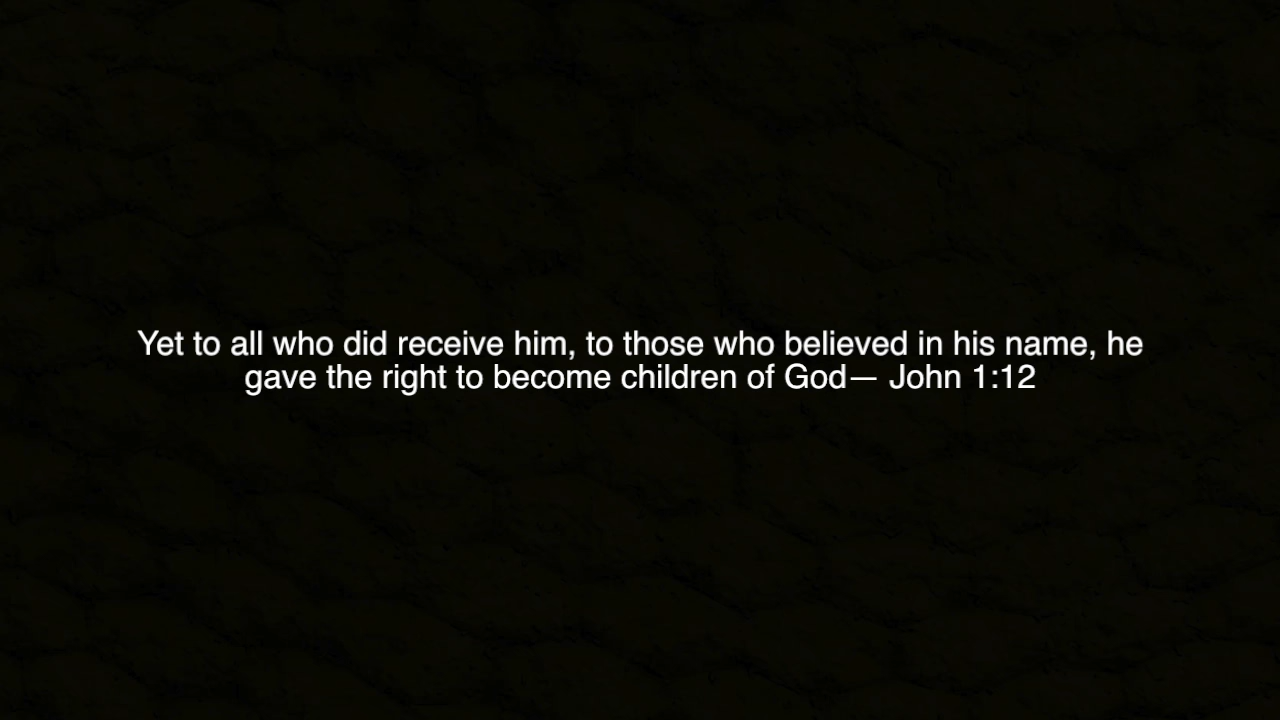 Yet to all who did receive him, to those who believed in his name, he
gave the right to become children of God— John 1:12